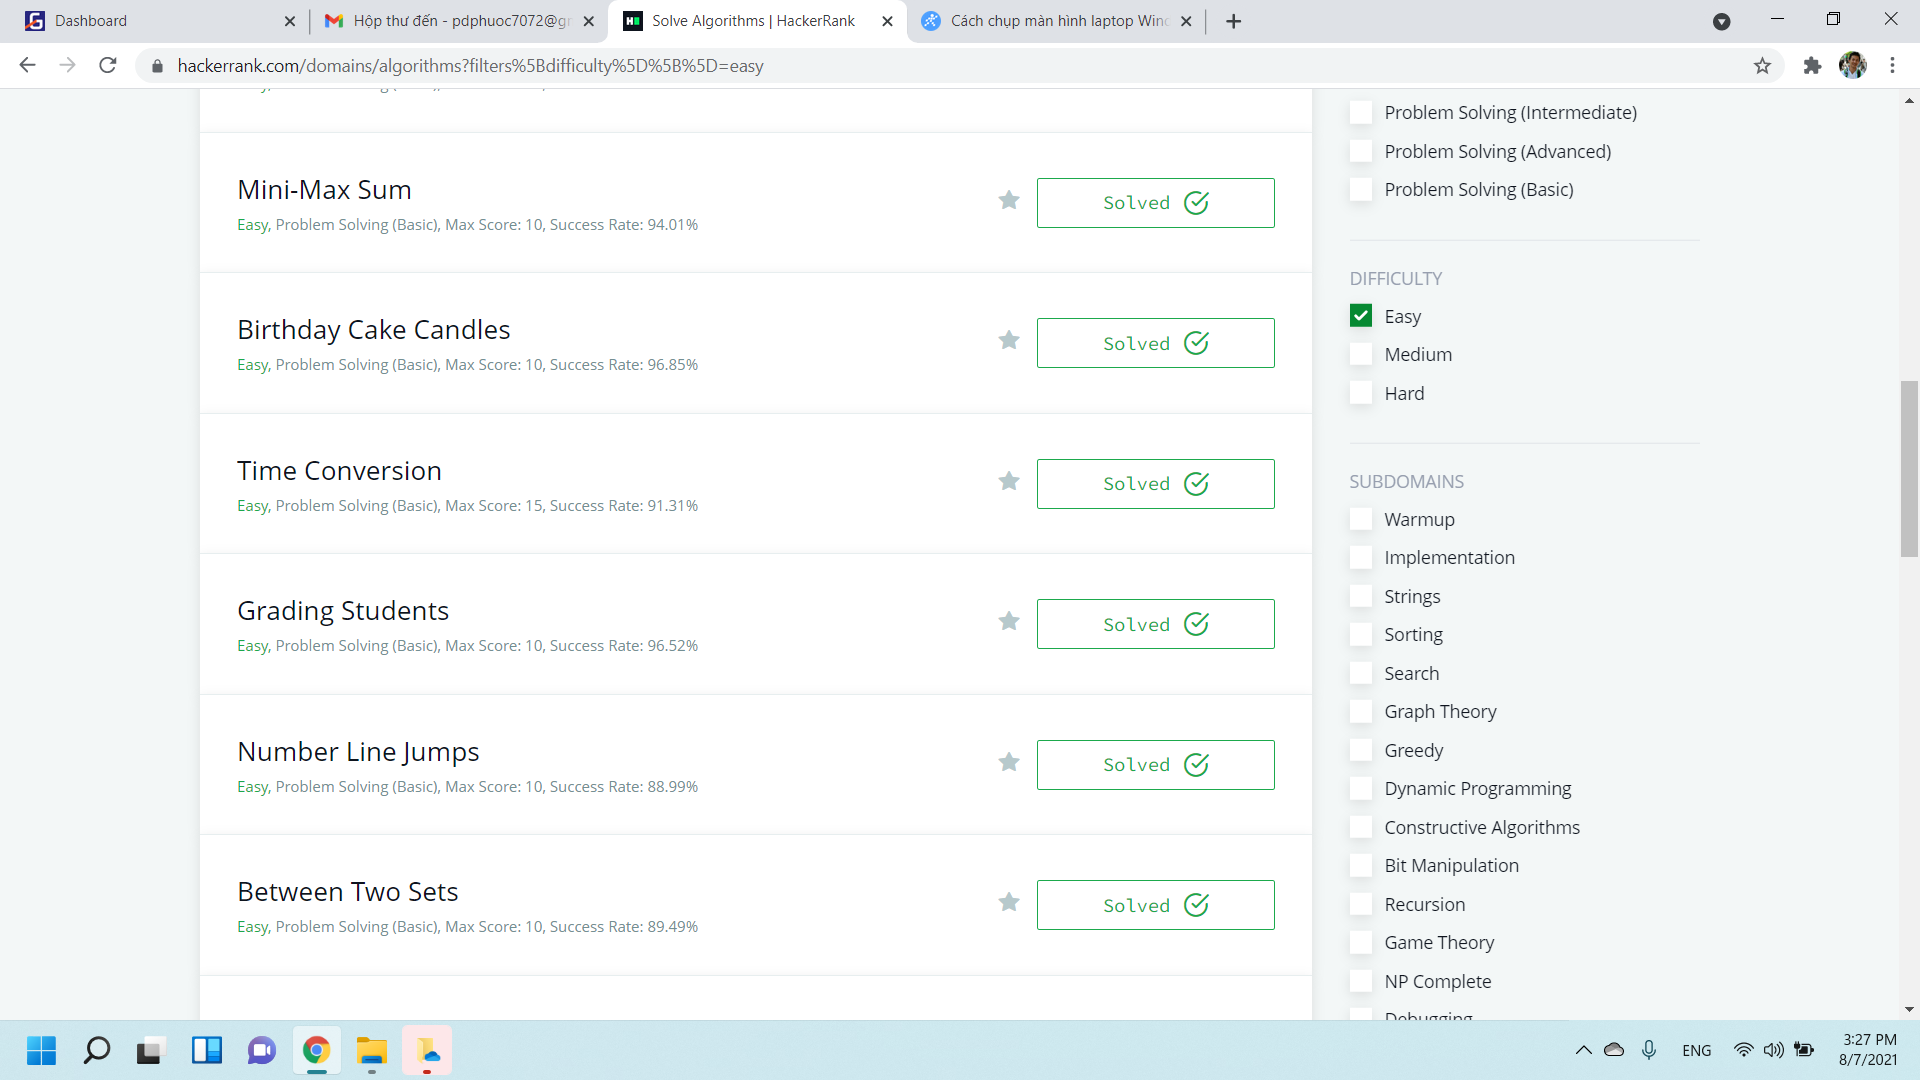 Dashboard
Hộp thư đến - pdphuoc7072@gr
Solve Algorithms | HackerRank
Cách chụp màn hình laptop Winc
hackerrank.com/domains/algorithms?filters%5Bdifficulty%5D%5B%5D=easy
Mini-Max Sum
Easy, Problem Solving (Basic), Max Score: 10, Success Rate: 94.01%
Solved
Birthday Cake Candles
Easy, Problem Solving (Basic), Max Score: 10, Success Rate: 96.85%
Solved
Time Conversion
Easy, Problem Solving (Basic), Max Score: 15, Success Rate: 91.31%
Solved
Grading Students
Easy, Problem Solving (Basic), Max Score: 10, Success Rate: 96.52%
Solved
Number Line Jumps
Easy, Problem Solving (Basic), Max Score: 10, Success Rate: 88.99%
Solved
Between Two Sets
Easy, Problem Solving (Basic), Max Score: 10, Success Rate: 89.49%
Solved
Problem Solving (Intermediate)
Problem Solving (Advanced)
Problem Solving (Basic)
DIFFICULTY
Easy
Medium
Hard
SUBDOMAINS
Warmup
Implementation
Strings
Sorting
Search
Graph Theory
Greedy
Dynamic Programming
Constructive Algorithms
Bit Manipulation
Recursion
Game Theory
NP Complete
Debugging
ENG
3:27 PM
8/7/2021